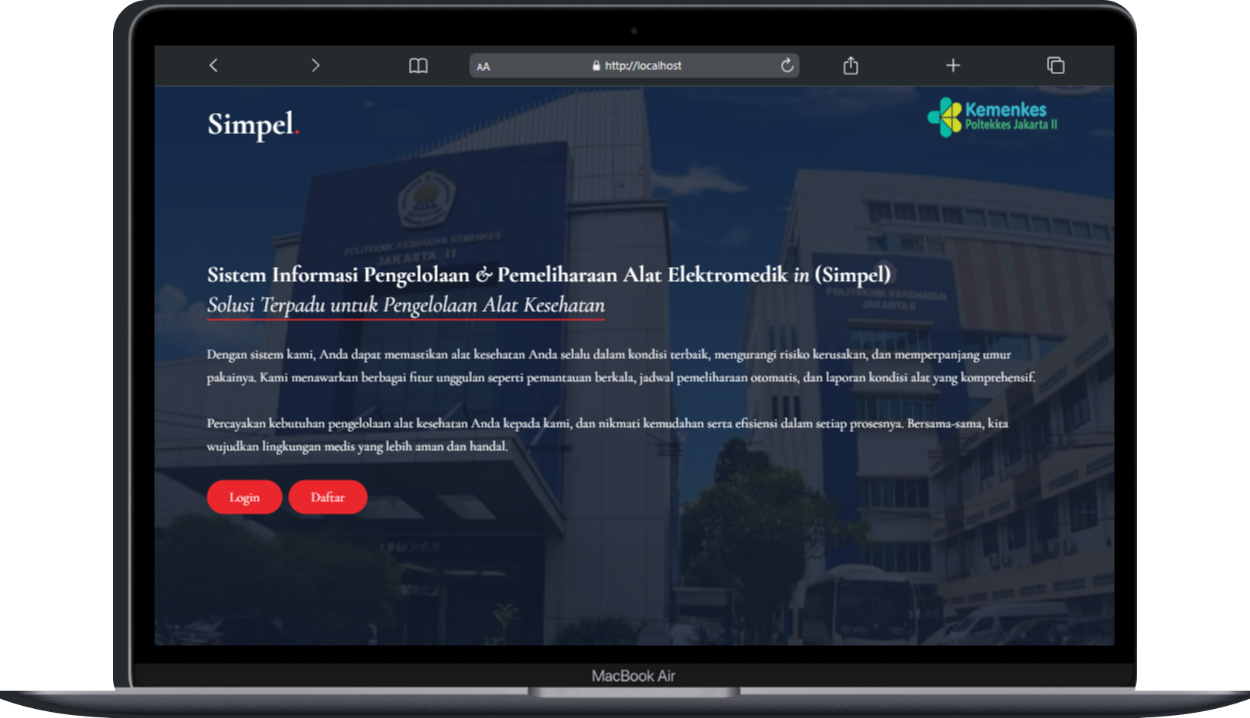 AA
http://localhost
Simpel.
Kemenkes
Poltekkes Jakarta II
POLITEKNIK KESEHATAN KEMENKES
JAKARTA II
Sistem Informasi Pengelolaan & Pemeliharaan Alat Elektromedik in (Simpel)
Solusi Terpadu untuk Pengelolaan Alat Kesehatan
POLITEKNIK KESEHATAN
JAKARTA II
Dengan sistem kami, Anda dapat memastikan alat kesehatan Anda selalu dalam kondisi terbaik, mengurangi risiko kerusakan, dan memperpanjang umur
pakainya. Kami menawarkan berbagai fitur unggulan seperti pemantauan berkala, jadwal pemeliharaan otomatis, dan laporan kondisi alat yang komprehensif.
Percayakan kebutuhan pengelolaan alat kesehatan Anda kepada kami, dan nikmati kemudahan serta efisiensi dalam setiap prosesnya. Bersama-sama, kita
wujudkan lingkungan medis yang lebih aman dan handal.
Login
Daftar
MacBook Air